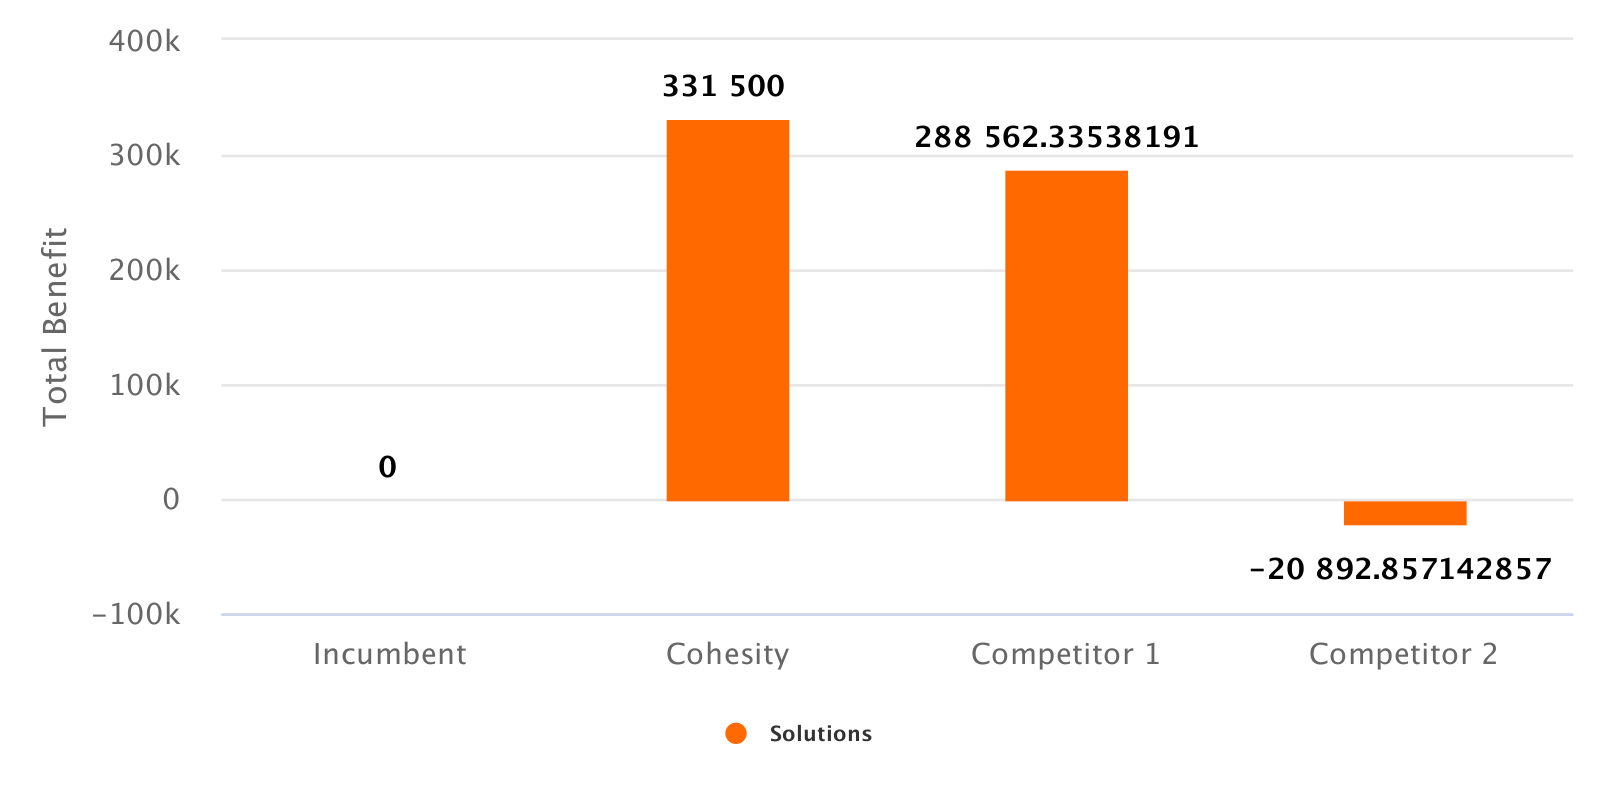 400k
300k
200k
100k
0
-100k
Total Benefit
0
331 500
288 562.33538191
-20 892.857142857
Incumbent
Cohesity
Competitor 1
Competitor 2
Solutions